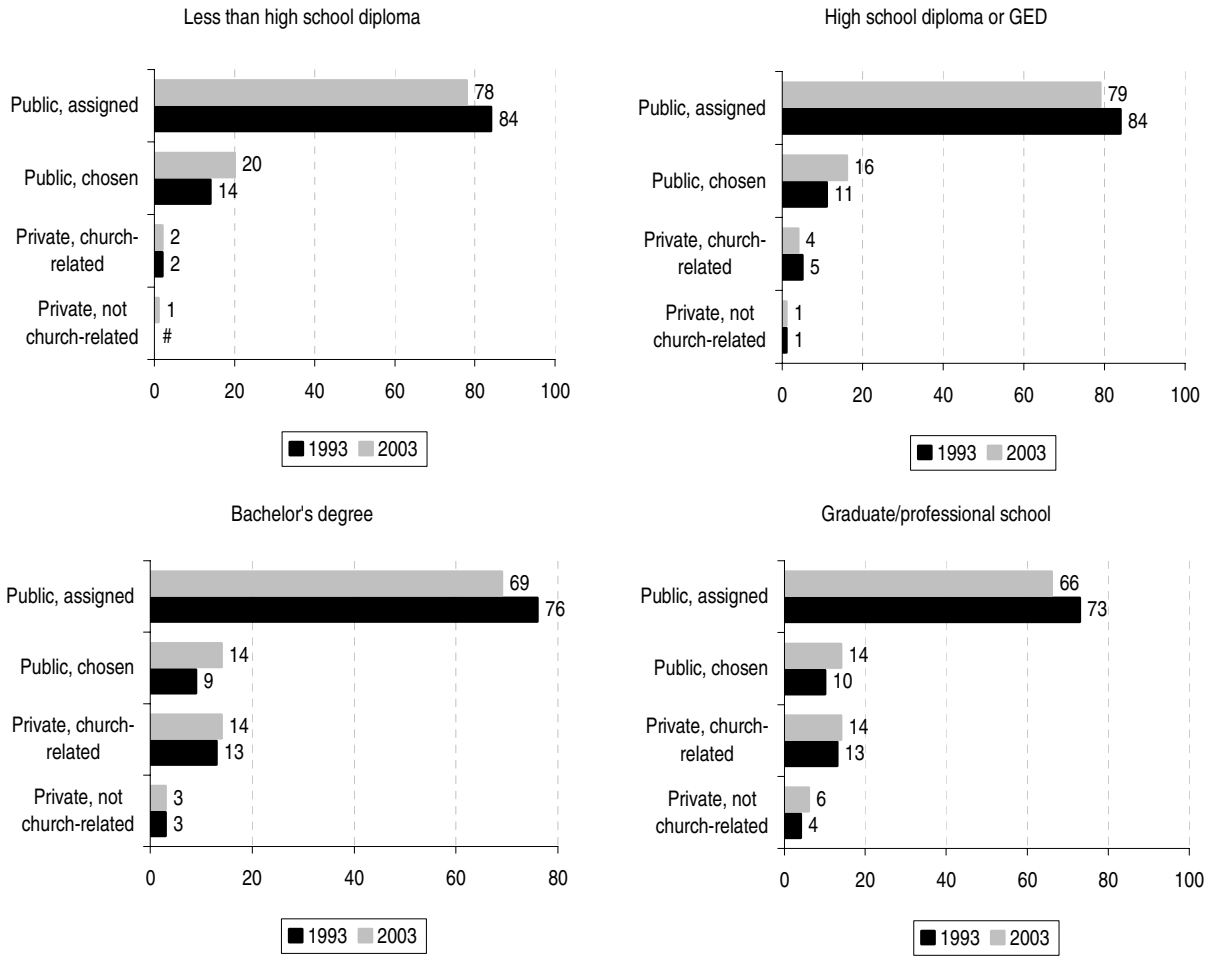 Less than high school diploma
Public, assigned
78
84
Public, chosen
20
14
Private, church-
related
2
2
Private, not
church-related
1
#
0 20 40 60 80 100
1993 2003
High school diploma or GED
Public, assigned
79
84
Public, chosen
16
11
Private, church-
related
4
5
Private, not
church-related
1
1
0 20 40 60 80 100
1993 2003
Bachelor's degree
Public, assigned
69
76
Public, chosen
14
9
Private, church-
related
14
13
Private, not
church-related
3
3
0 20 40 60 80
1993 2003
Graduate/professional school
Public, assigned
66
73
Public, chosen
14
10
Private, church-
related
14
13
Private, not
church-related
6
4
0 20 40 60 80 100
1993 2003